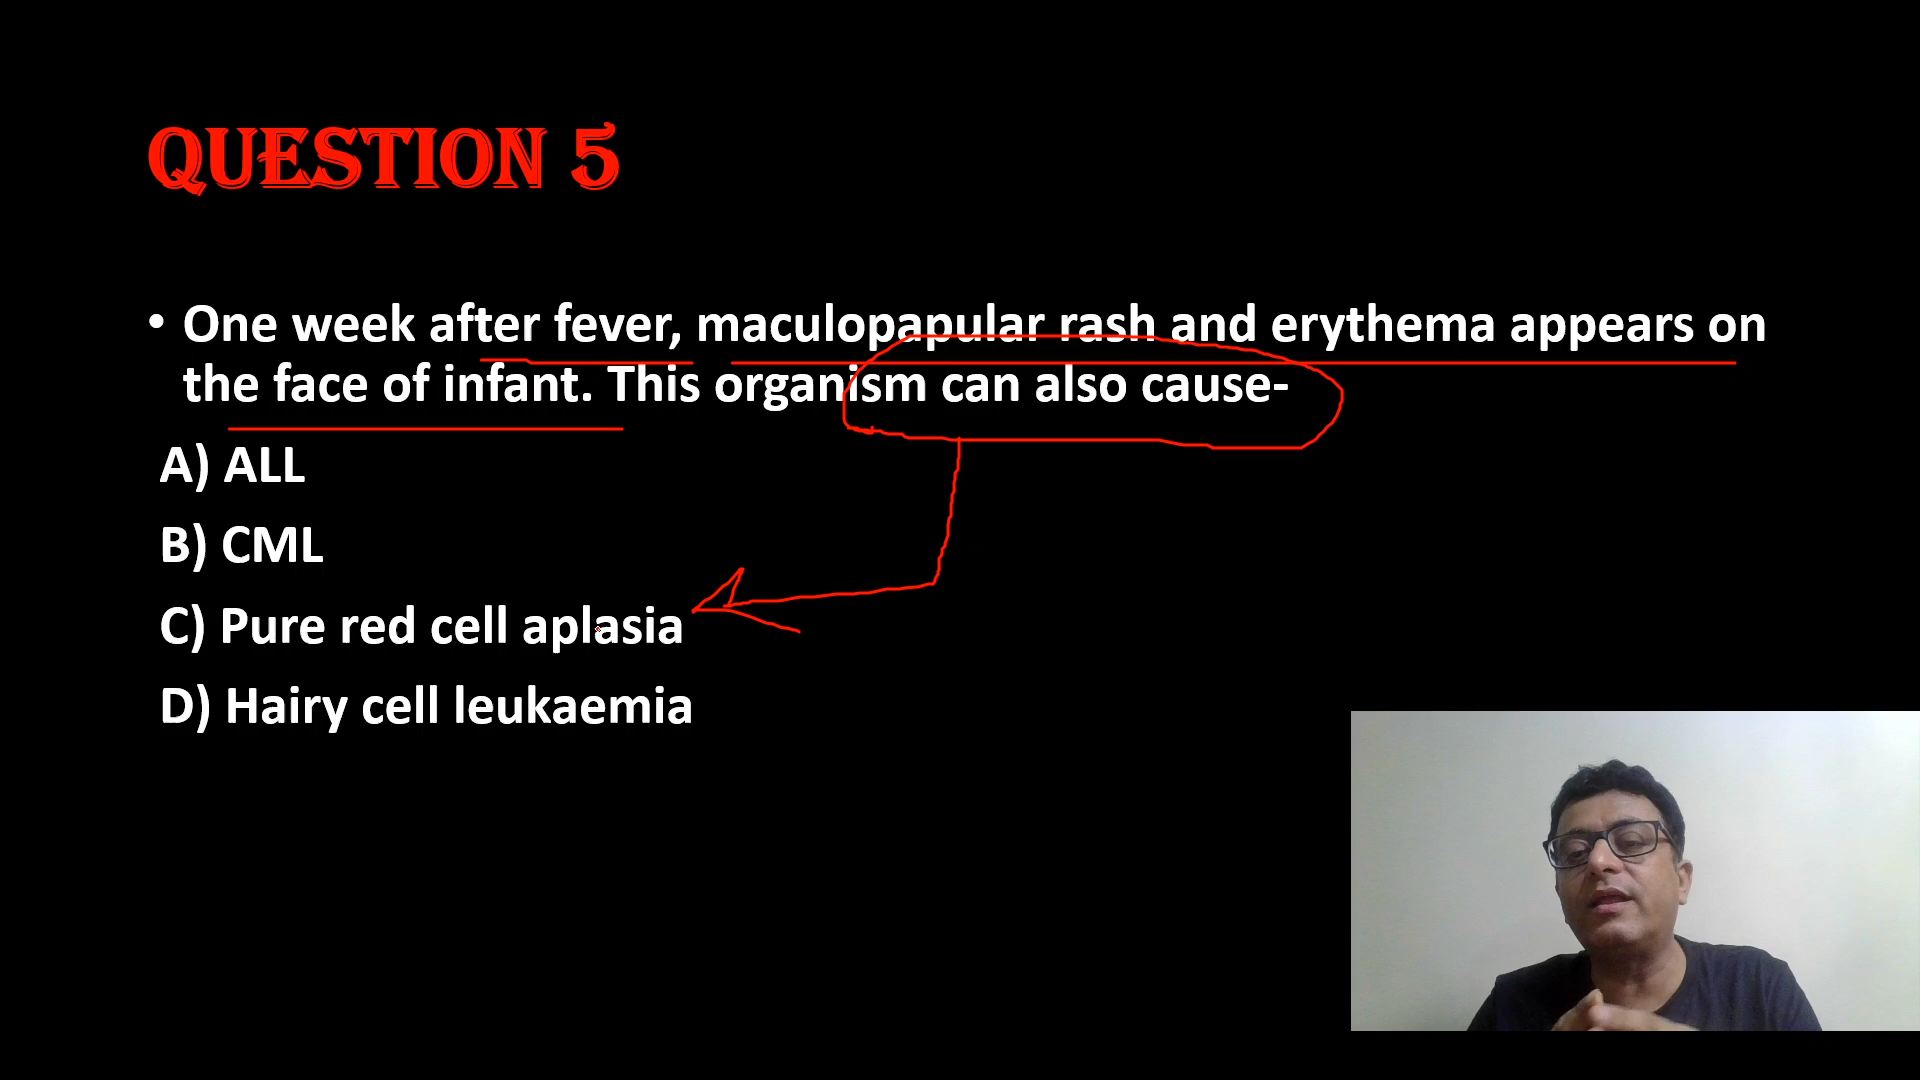 QUESTION 5
• One week after fever, maculopapular rash and erythema appears on
the face of infant. This organism can also cause-
A) ALL
B) CML
C) Pure red cell aplasia
D) Hairy cell leukaemia